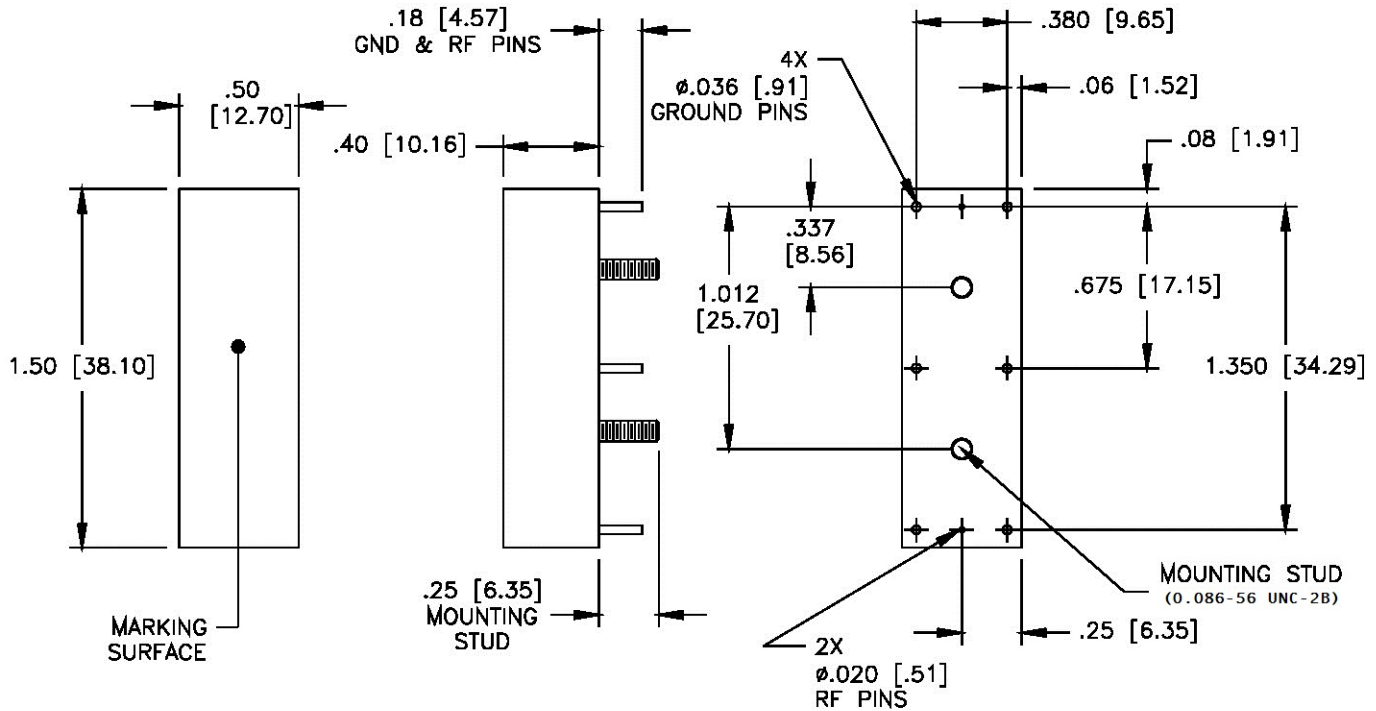 .18 [4.57]
GND & RF PINS
.50
[12.70]
.40 [10.16]
1.50 [38.10]
MARKING
SURFACE
.25 [6.35]
MOUNTING
STUD
.380 [9.65]
4X
ø.036 [.91]
GROUND PINS
.06 [1.52]
.08 [1.91]
.337
[8.56]
1.012
[25.70]
.675 [17.15]
1.350 [34.29]
MOUNTING STUD
(0.086-56 UNC-2B)
.25 [6.35]
2X
ø.020 [.51]
RF PINS